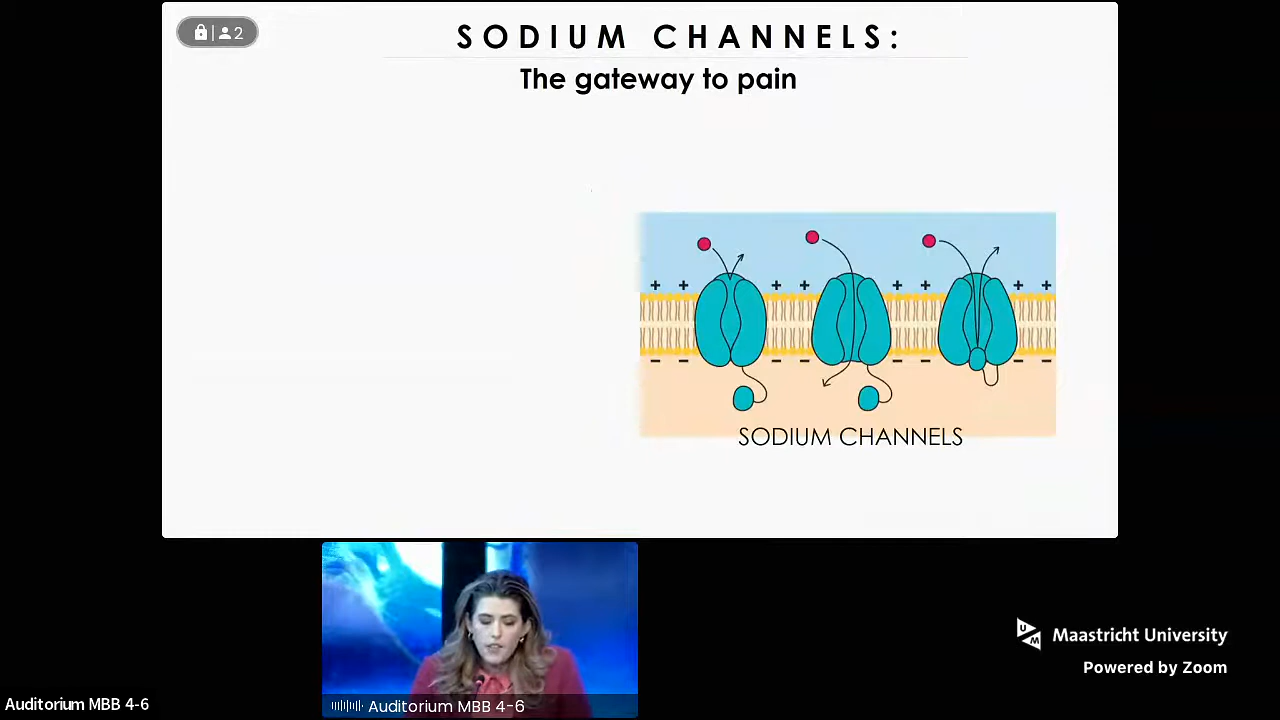 2
SODIUM CHANNELS:
The gateway to pain
+ + + + + + + +
- - - - - - - -
SODIUM CHANNELS
UM
Maastricht University
Powered by Zoom
Auditorium MBB 4-6
Auditorium MBB 4-6